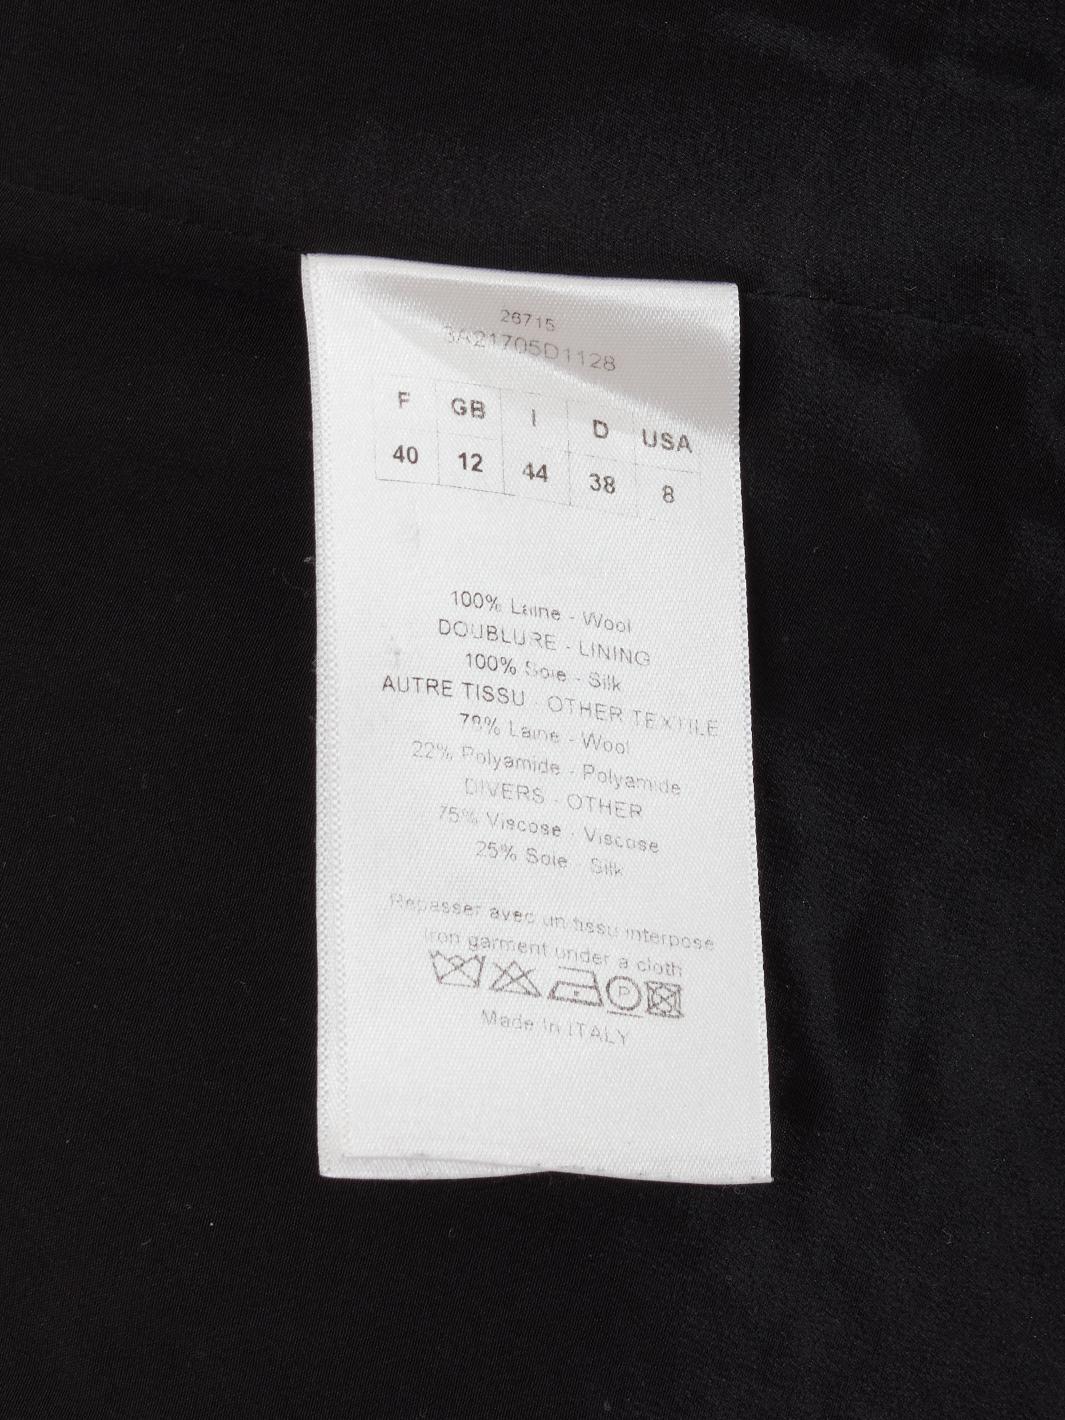 26715
3A21705D1128
F GB I D USA
40 12 44 38 8
100% Laine - Wool
DOUBLURE - LINING
100% Soie - Silk
AUTRE TISSU - OTHER TEXTILE
78% Laine - Wool
22% Polyamide - Polyamide
DIVERS - OTHER
75% Viscose - Viscose
25% Soie - Silk
Repasser avec un tissu interpose
Iron garment under a cloth
P
Made in ITALY